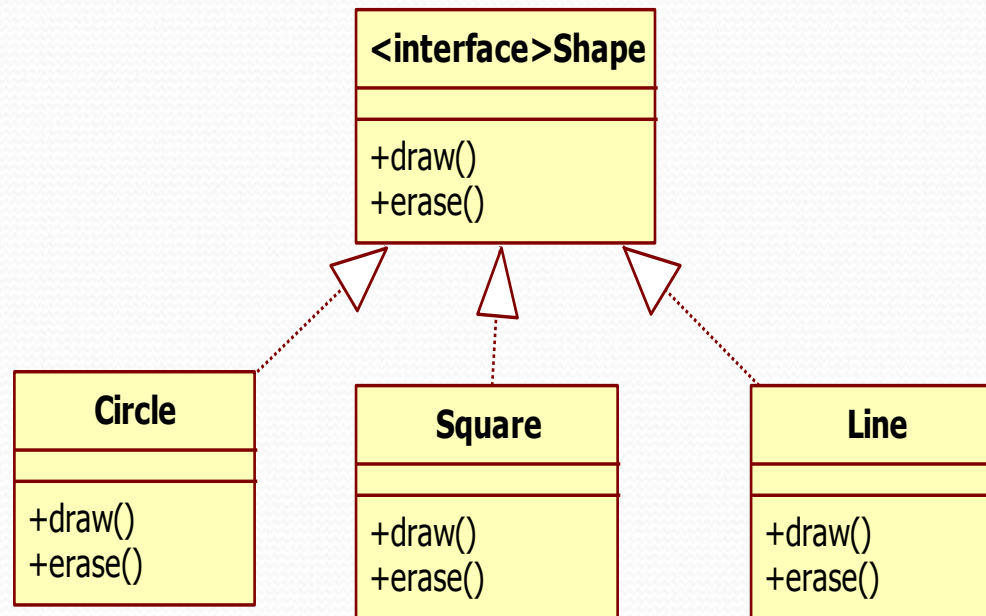 <interface>Shape
+draw()
+erase()
Circle
+draw()
+erase()
Square
+draw()
+erase()
Line
+draw()
+erase()